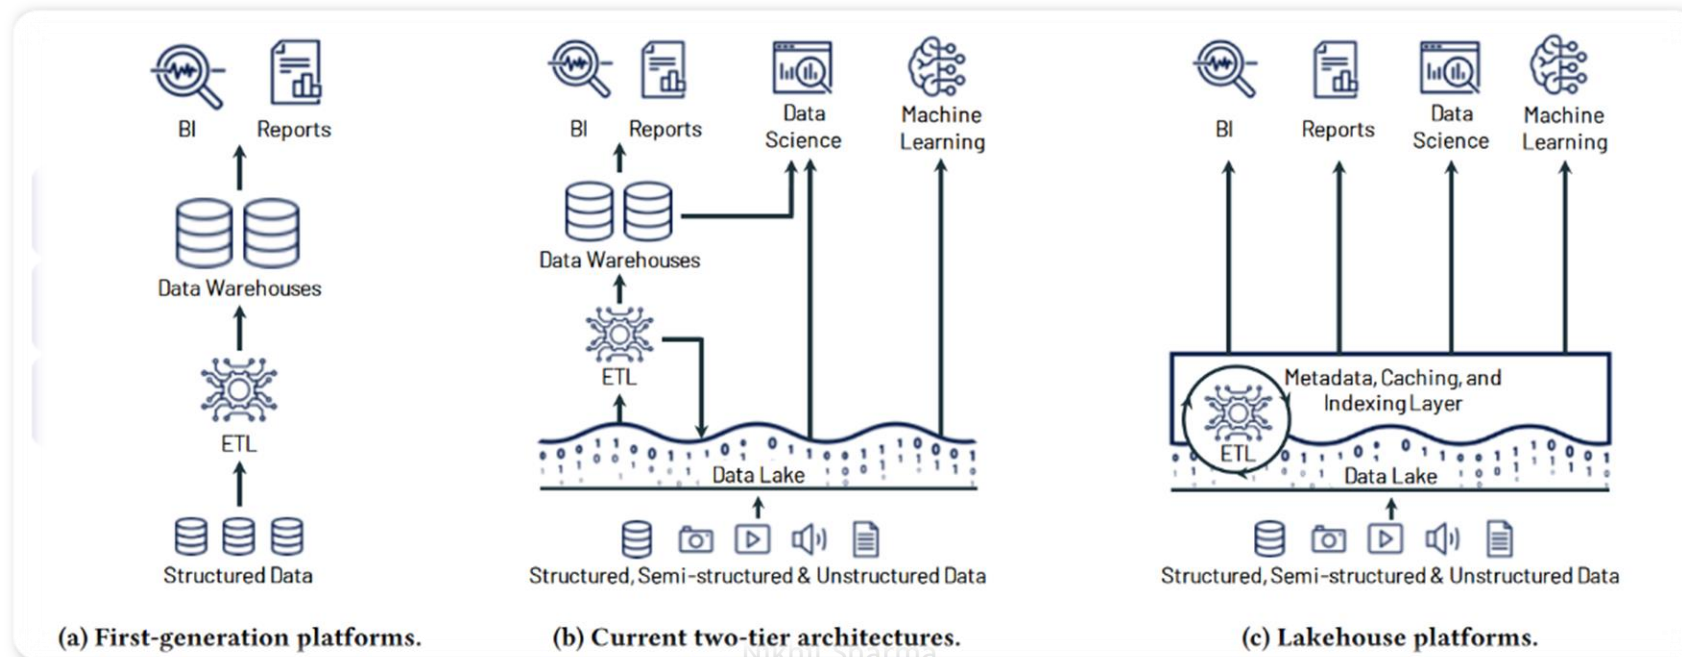 BI
Reports
Data Warehouses
ETL
Structured Data
(a) First-generation platforms.
BI
Reports
Data
Science
Machine
Learning
Data Warehouses
ETL
Data Lake
Structured, Semi-structured & Unstructured Data
(b) Current two-tier architectures.
BI
Reports
Data
Science
Machine
Learning
Metadata, Caching, and
Indexing Layer
ETL
Data Lake
Structured, Semi-structured & Unstructured Data
(c) Lakehouse platforms.
Nikhil Sharma